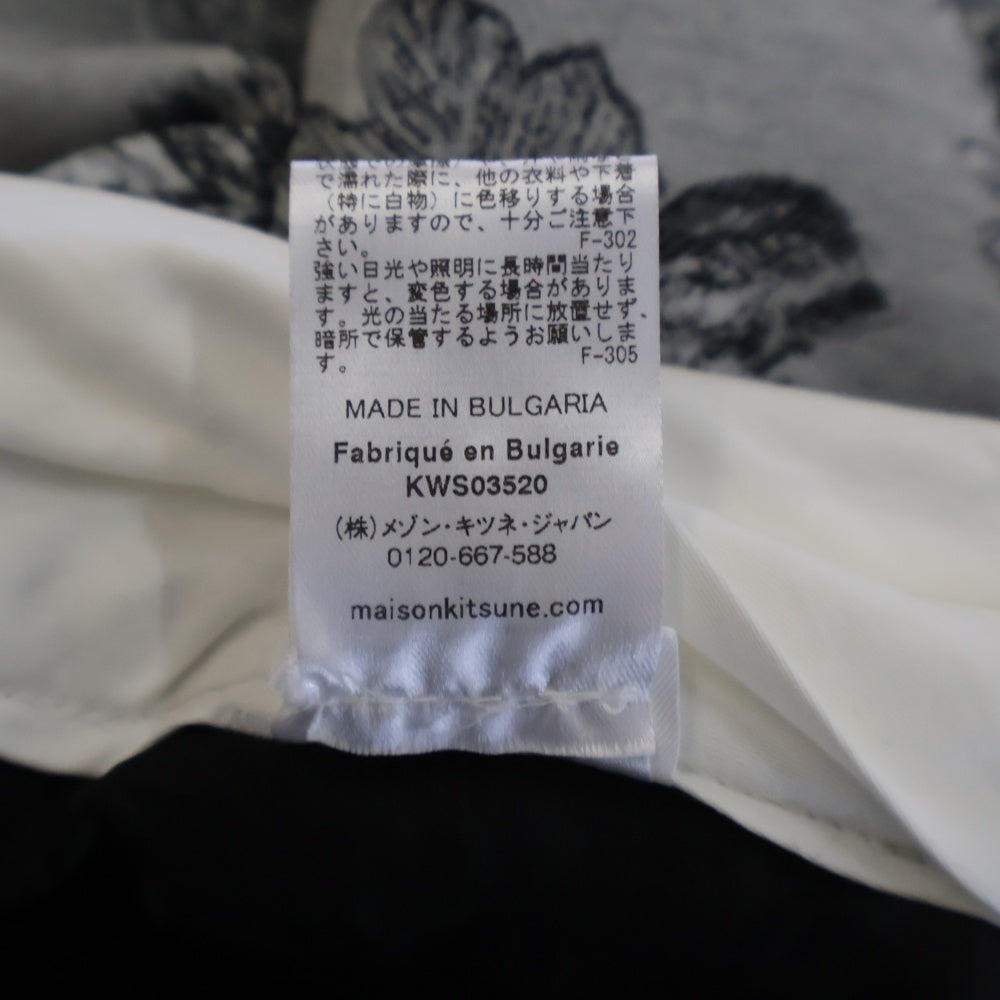 で濡れた際に、他の衣料や下着
（特に白物）に色移りする場合
がありますので、十分ご注意下
さい。 F-302
強い日光や照明に長時間当たり
ますと、変色する場合がありま
す。光の当たる場所に放置せず、
暗所で保管するようお願いしま
す。 F-305
MADE IN BULGARIA
Fabriqué en Bulgarie
KWS03520
（株）メゾン・キツネ・ジャパン
0120-667-588
maisonkitsune.com